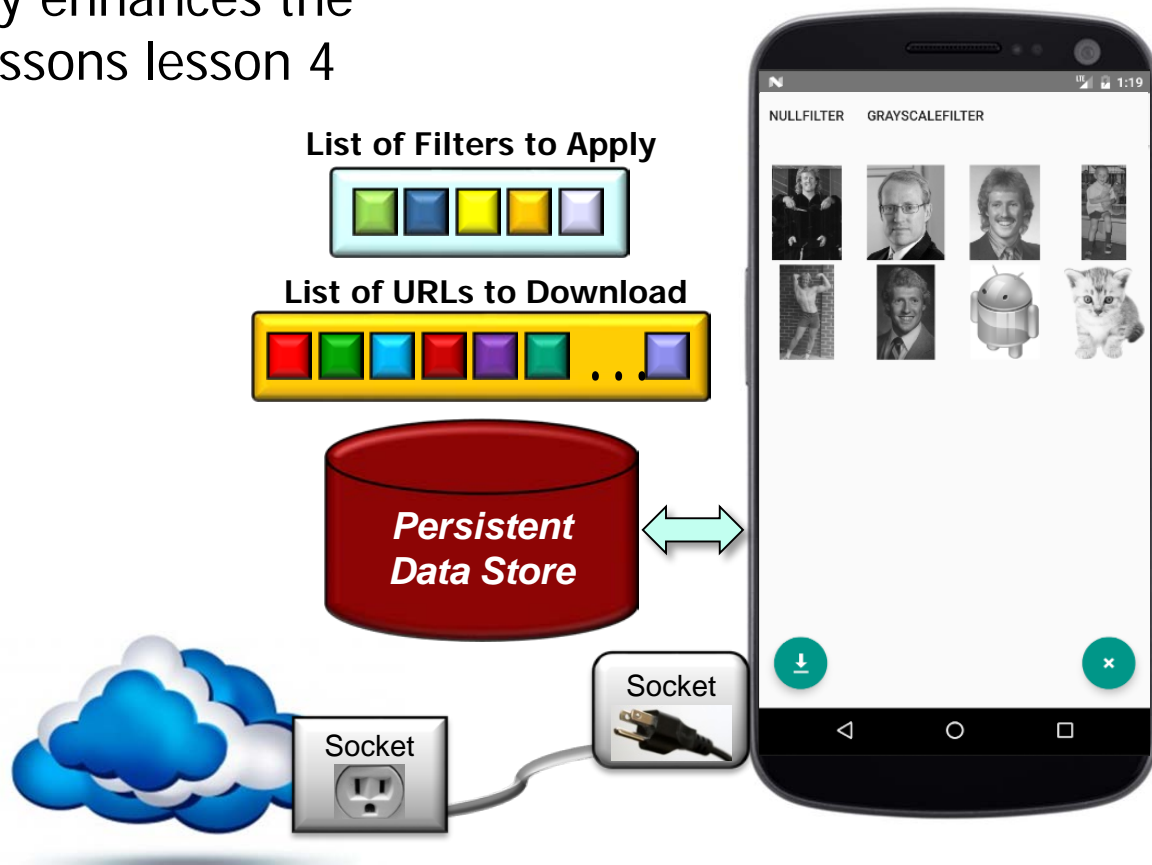 y enhances the
ssons lesson 4
List of Filters to Apply
List of URLs to Download
...
Persistent
Data Store
Socket
Socket
LTE 1:19
NULLFILTER GRAYSCALEFILTER